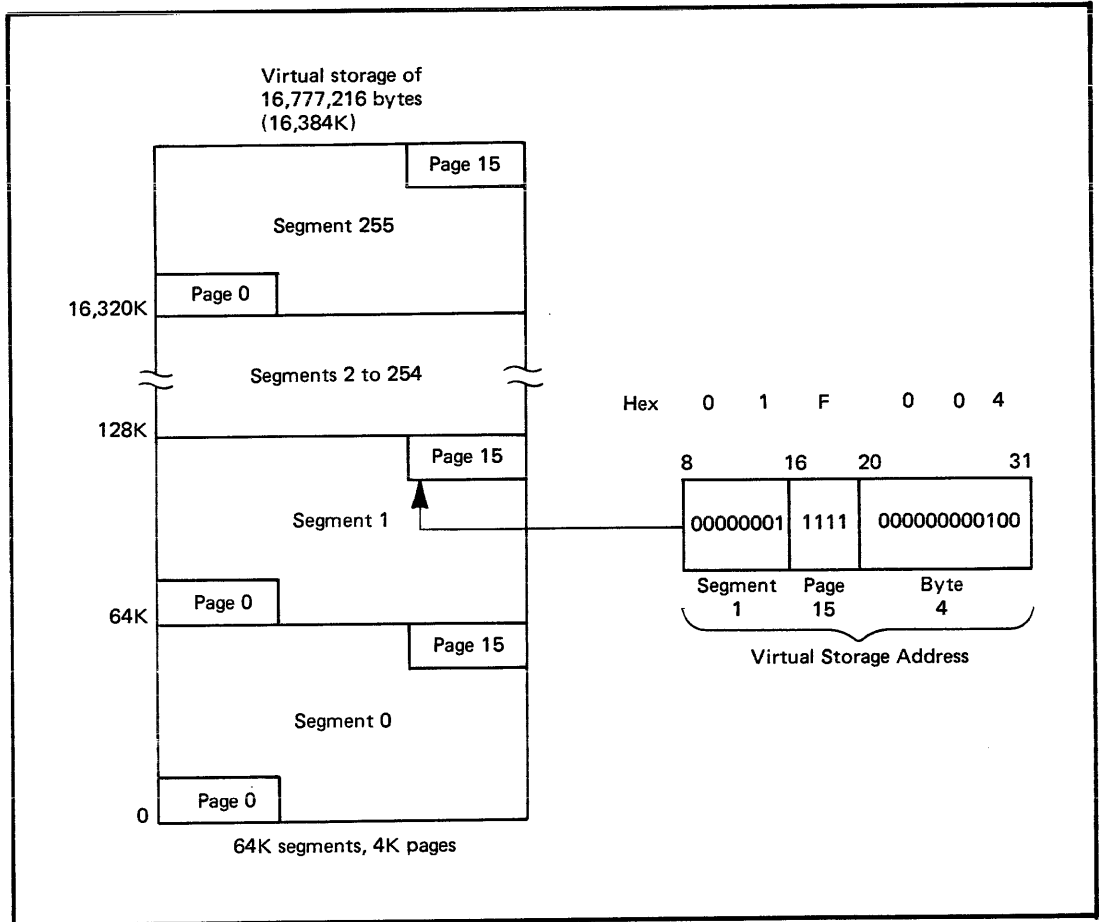 Virtual storage of
16,777,216 bytes
(16,384K)
Page 15
Segment 255
Page 0
16,320K
Segments 2 to 254
128K
Page 15
Segment 1
Page 0
64K
Page 15
Segment 0
Page 0
0
64K segments, 4K pages
Hex 0 1 F 0 0 4
8 16 20 31
00000001 1111 000000000100
Segment Page Byte
1 15 4
Virtual Storage Address